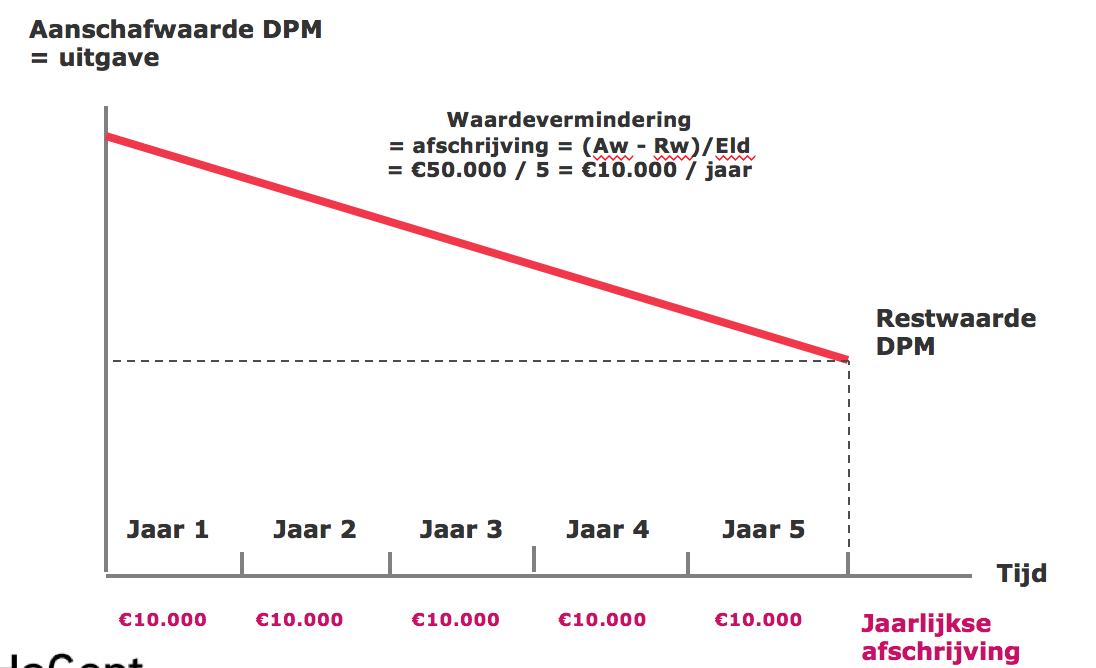 Aanschafwaarde DPM
= uitgave
Waardevermindering
= afschrijving = (Aw - Rw)/Eld
= €50.000 / 5 = €10.000 / jaar
Restwaarde
DPM
Jaar 1 Jaar 2 Jaar 3 Jaar 4 Jaar 5
Tijd
€10.000 €10.000 €10.000 €10.000 €10.000
Jaarlijkse
afschrijving